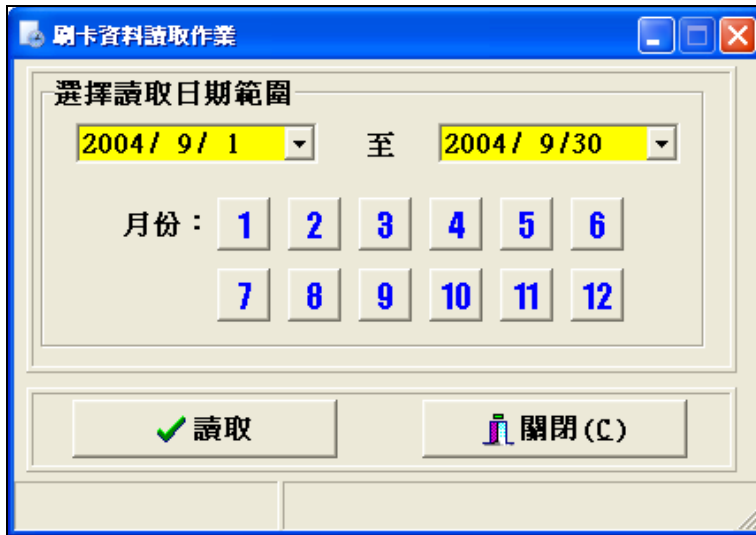 刷卡資料讀取作業
選擇讀取日期範圍
2004/ 9/ 1 至 2004/ 9/30
月份： 1 2 3 4 5 6
7 8 9 10 11 12
讀取 關閉(C)